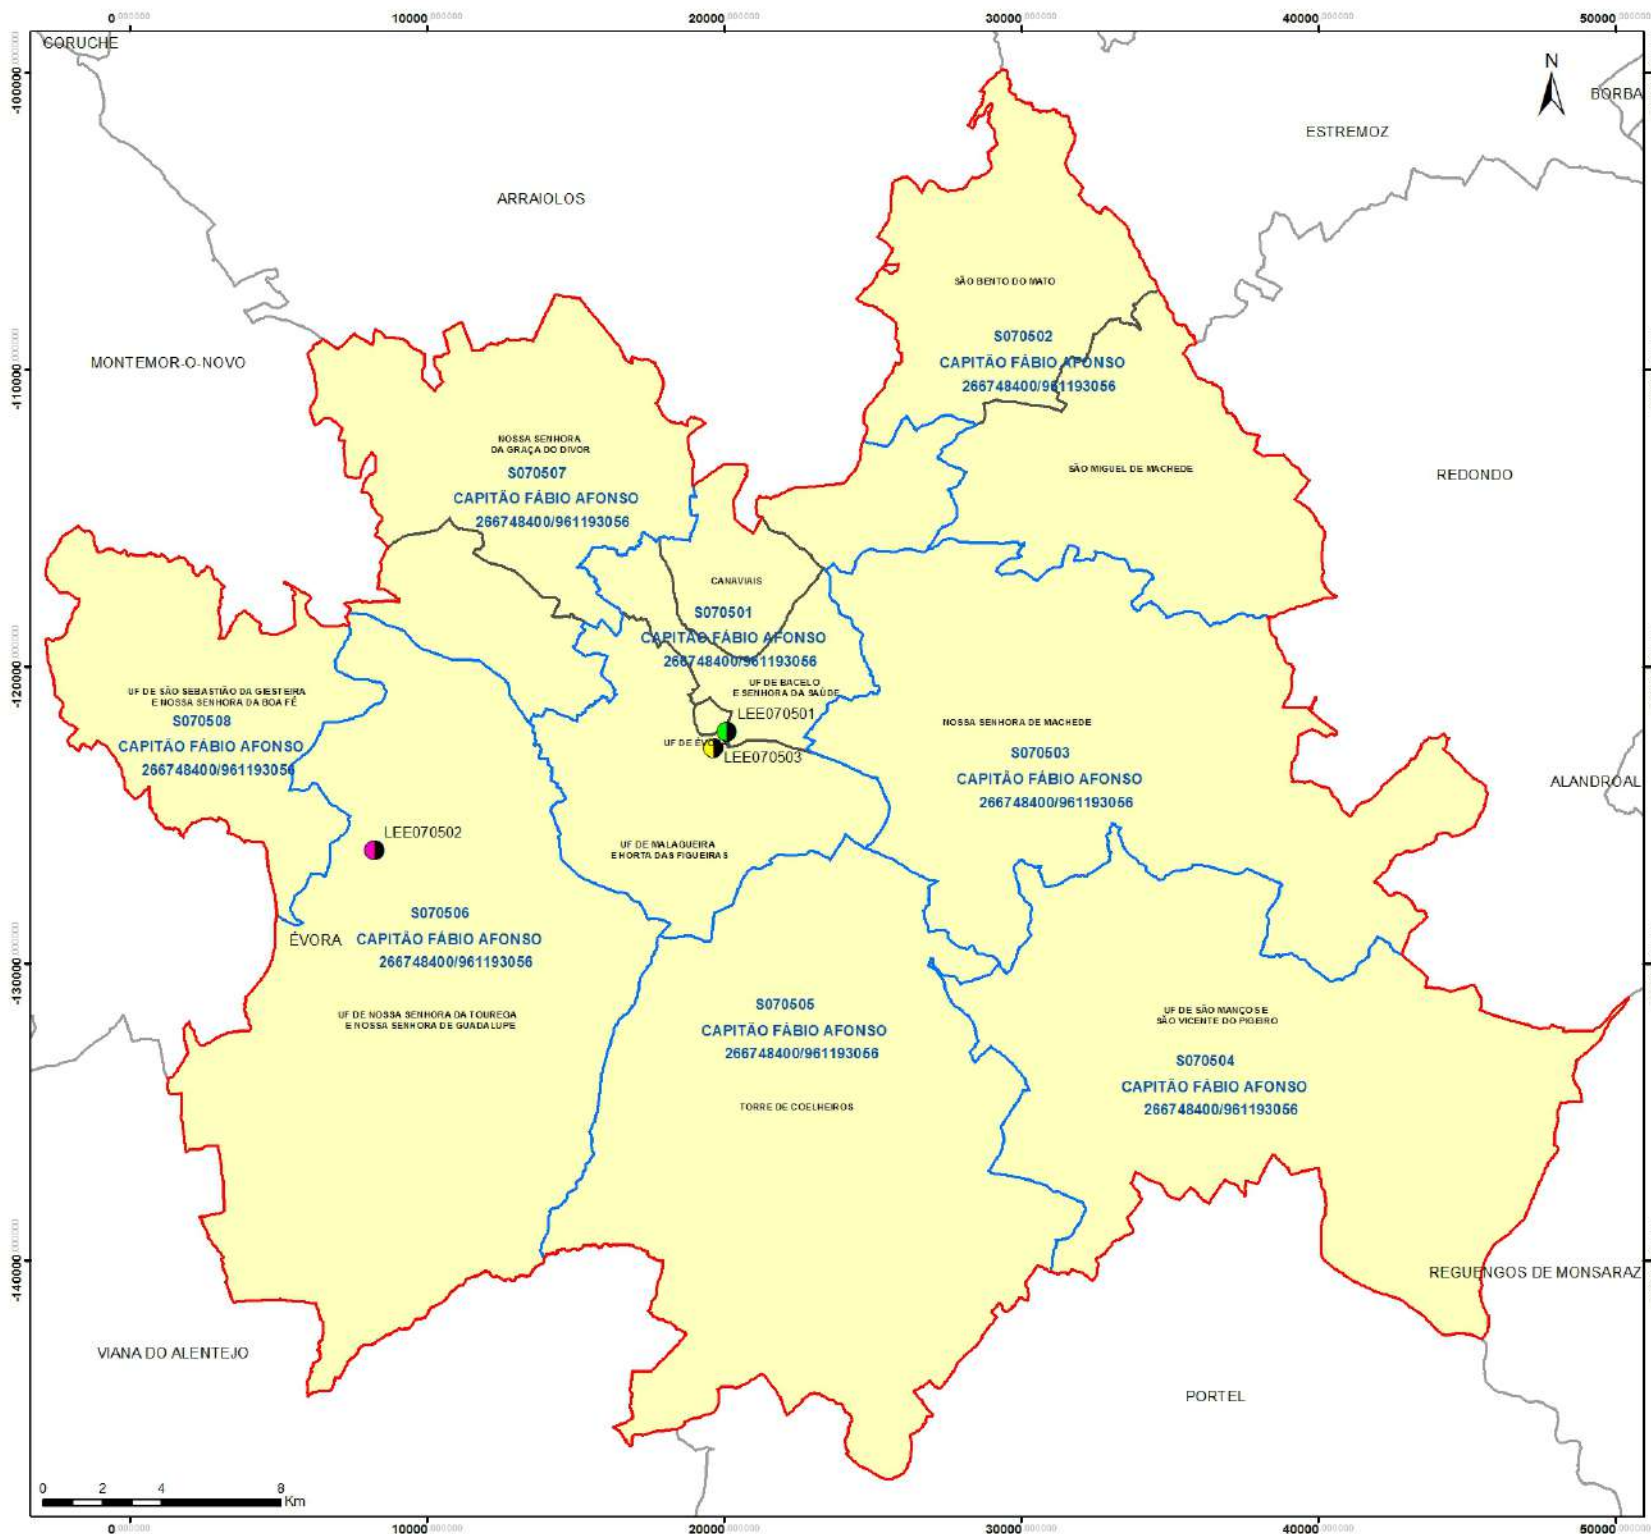 0 10000 20000 30000 40000 50000
CORUCHE
N
BORBA
ESTREMOZ
-100000
ARRAIOLOS
SÃO BENTO DO MATO
S070502
CAPITÃO FÁBIO AFONSO
266748400/961193056
MONTEMOR-O-NOVO
-110000
NOSSA SENHORA
DA GRAÇA DO DIVOR
S070507
CAPITÃO FÁBIO AFONSO
266748400/961193056
SÃO MIGUEL DE MACHEDE
REDONDO
CANAVIAIS
S070501
CAPITÃO FÁBIO AFONSO
266748400/961193056
-120000
UF DE BACELO
E SENHORA DA SAÚDE
UF DE SÃO SEBASTIÃO DA GIESTEIRA
E NOSSA SENHORA DA BOA FÉ
S070508
CAPITÃO FÁBIO AFONSO
266748400/961193056
LEE070501
UF DE ÉVO
LEE070503
NOSSA SENHORA DE MACHEDE
S070503
CAPITÃO FÁBIO AFONSO
266748400/961193056
ALANDROAL
LEE070502
UF DE MALAGUEIRA
E HORTA DAS FIGUEIRAS
S070506
ÉVORA
CAPITÃO FÁBIO AFONSO
266748400/961193056
-130000
UF DE NOSSA SENHORA DA TOUREGA
E NOSSA SENHORA DE GUADALUPE
S070505
CAPITÃO FÁBIO AFONSO
266748400/961193056
TORRE DE COELHEIROS
UF DE SÃO MANÇOS E
SÃO VICENTE DO PIGEIRO
S070504
CAPITÃO FÁBIO AFONSO
266748400/961193056
-140000
REGUENGOS DE MONSARAZ
VIANA DO ALENTEJO
PORTEL
0 2 4 8
Km
0 10000 20000 30000 40000 50000